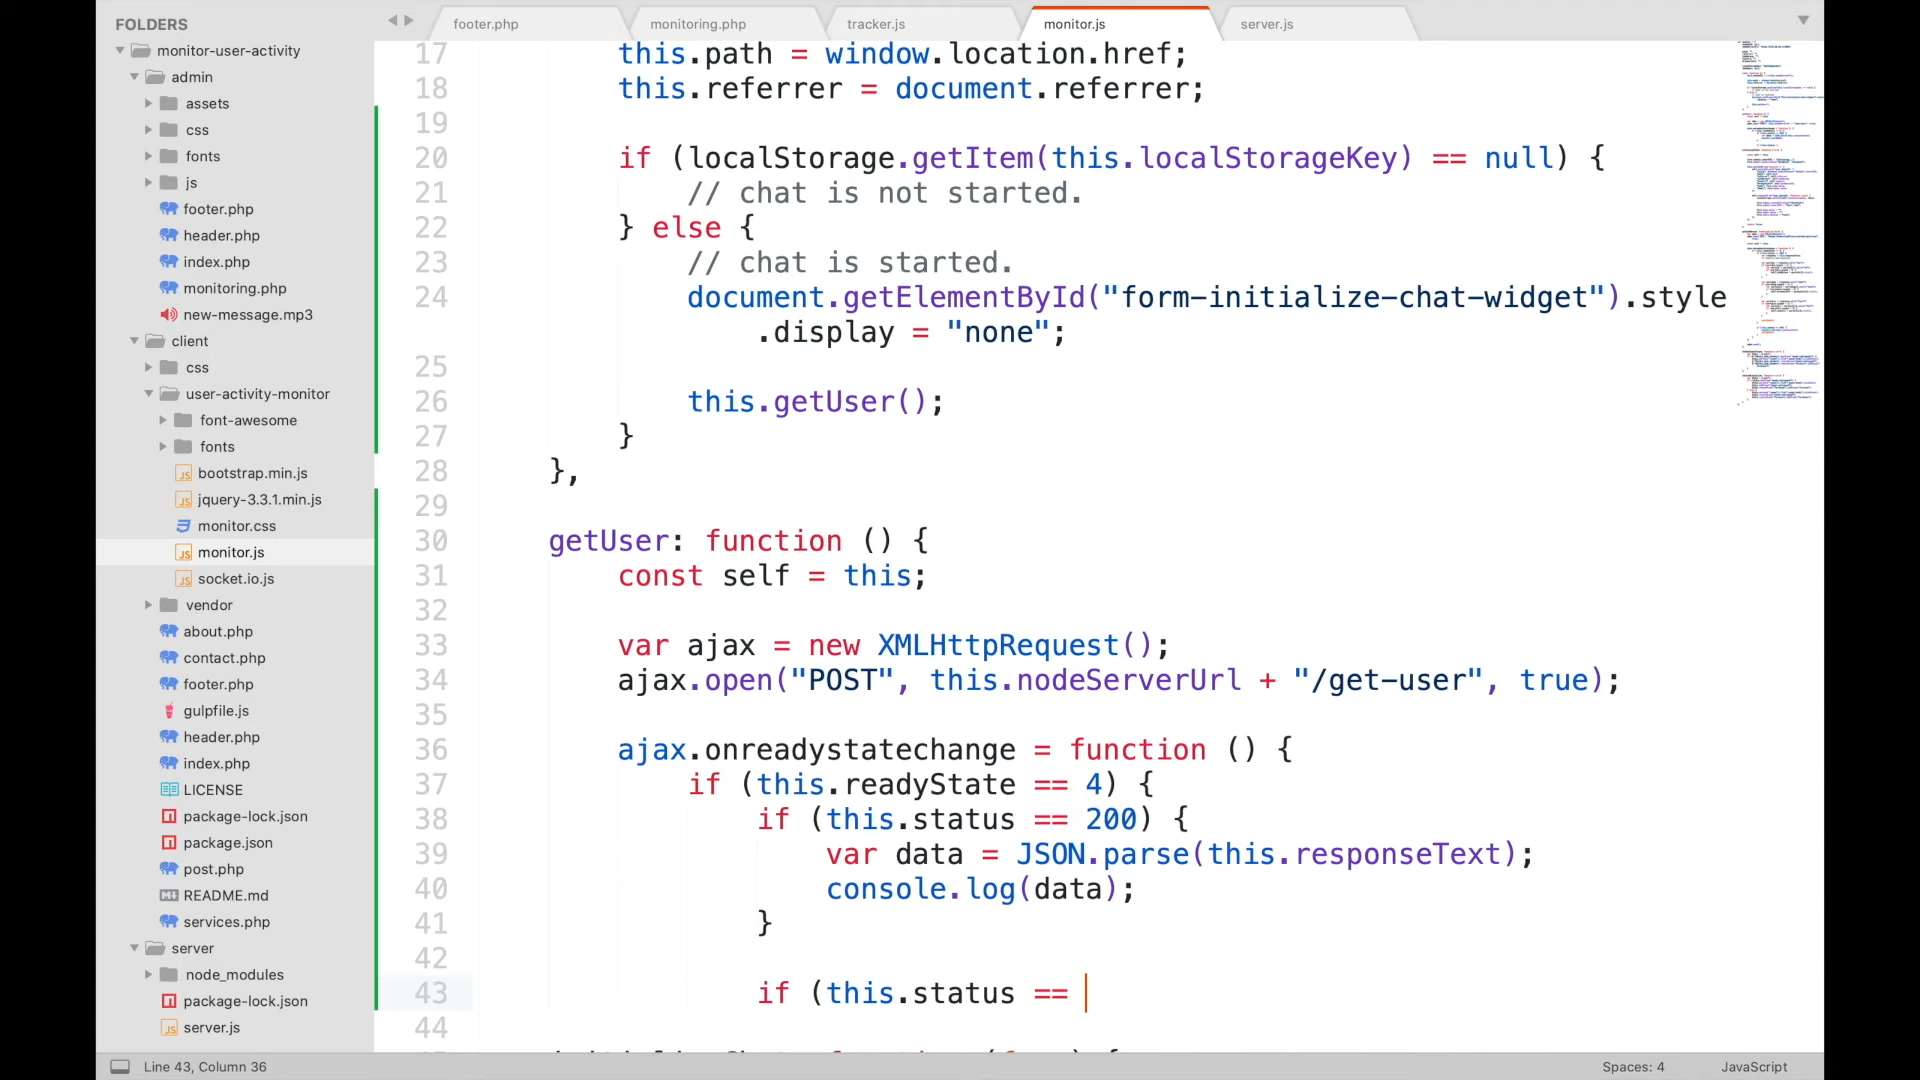 FOLDERS
monitor-user-activity
admin
assets
css
fonts
js
footer.php
header.php
index.php
monitoring.php
new-message.mp3
client
css
user-activity-monitor
font-awesome
fonts
bootstrap.min.js
jquery-3.3.1.min.js
monitor.css
monitor.js
socket.io.js
vendor
about.php
contact.php
footer.php
gulpfile.js
header.php
index.php
LICENSE
package-lock.json
package.json
post.php
README.md
services.php
server
node_modules
package-lock.json
server.js
footer.php monitoring.php tracker.js monitor.js server.js
17 this.path = window.location.href;
18 this.referrer = document.referrer;
19
20 if (localStorage.getItem(this.localStorageKey) == null) {
21 // chat is not started.
22 } else {
23 // chat is started.
24 document.getElementById("form-initialize-chat-widget").style
.display = "none";
25
26 this.getUser();
27 }
28 },
29
30 getUser: function () {
31 const self = this;
32
33 var ajax = new XMLHttpRequest();
34 ajax.open("POST", this.nodeServerUrl + "/get-user", true);
35
36 ajax.onreadystatechange = function () {
37 if (this.readyState == 4) {
38 if (this.status == 200) {
39 var data = JSON.parse(this.responseText);
40 console.log(data);
41 }
42
43 if (this.status ==
44
Line 43, Column 36
Spaces: 4 JavaScript